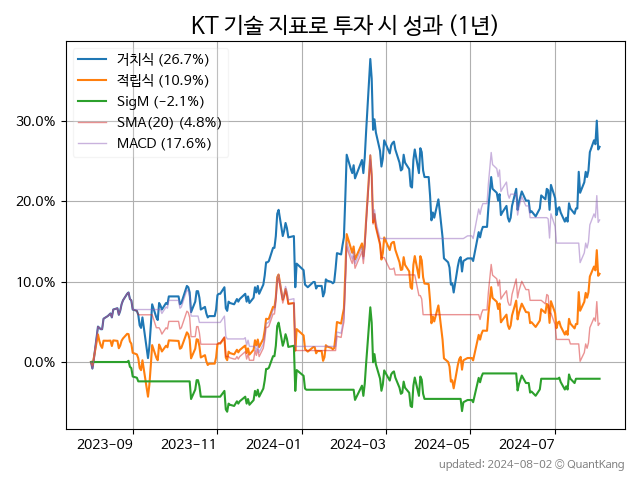 KT 기술 지표로 투자 시 성과 (1년)
거치식 (26.7%)
적립식 (10.9%)
SigM (−2.1%)
SMA(20) (4.8%)
MACD (17.6%)
30.0%
20.0%
10.0%
0.0%
2023-09 2023-11 2024-01 2024-03 2024-05 2024-07
updated: 2024-08-02 © QuantKang